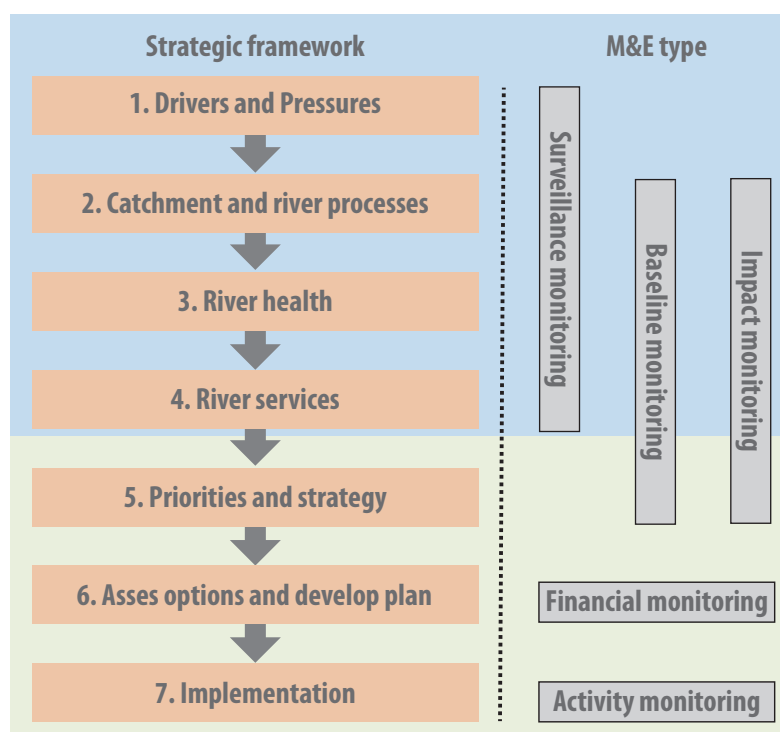 Strategic framework
M&E type
1. Drivers and Pressures
2. Catchment and river processes
3. River health
4. River services
5. Priorities and strategy
6. Asses options and develop plan
7. Implementation
Surveillance monitoring
Baseline monitoring
Impact monitoring
Financial monitoring
Activity monitoring